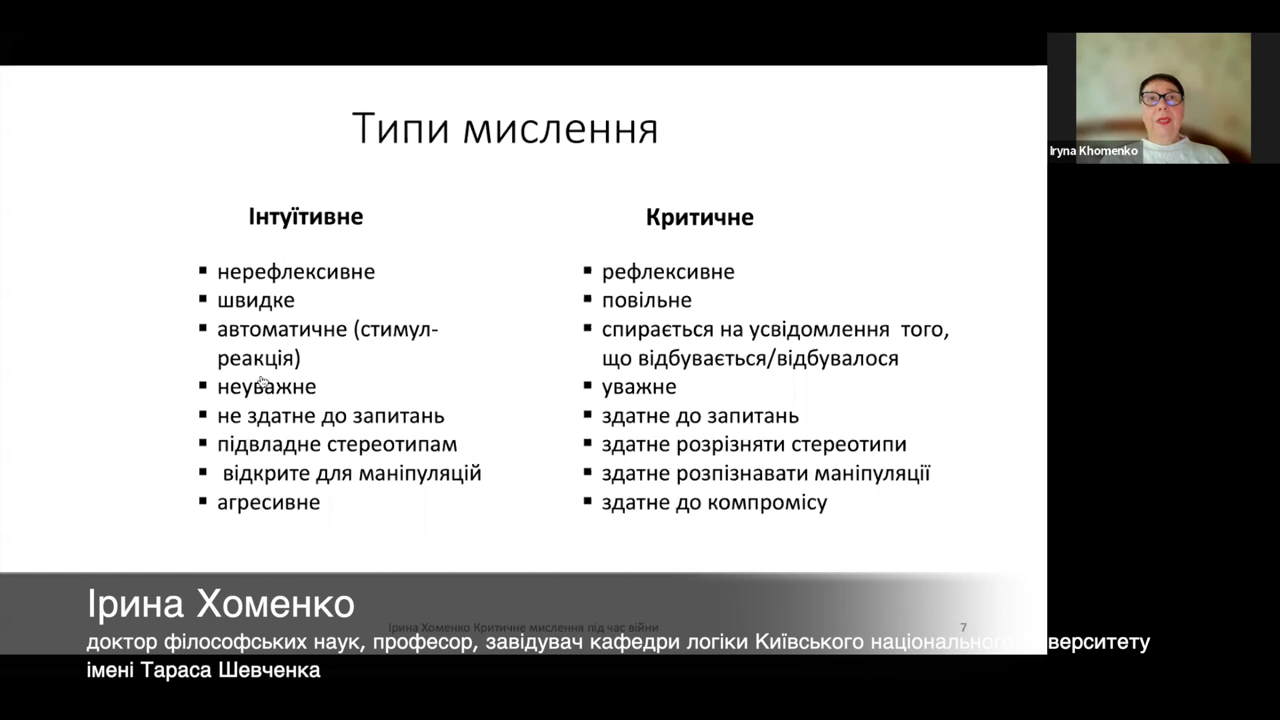 Типи мислення
Iryna Khomenko
Інтуїтивне
▪ нерефлексивне
▪ швидке
▪ автоматичне (стимул-
реакція)
▪ неуважне
▪ не здатне до запитань
▪ підвладне стереотипам
▪ відкрите для маніпуляцій
▪ агресивне
Критичне
▪ рефлексивне
▪ повільне
▪ спирається на усвідомлення того,
що відбувається/відбувалося
▪ уважне
▪ здатне до запитань
▪ здатне розрізняти стереотипи
▪ здатне розпізнавати маніпуляції
▪ здатне до компромісу
Ірина Хоменко
Ірина Хоменко Критичне мислення під час війни
7
доктор філософських наук, професор, завідувач кафедри логіки Київського національного
імені Тараса Шевченка